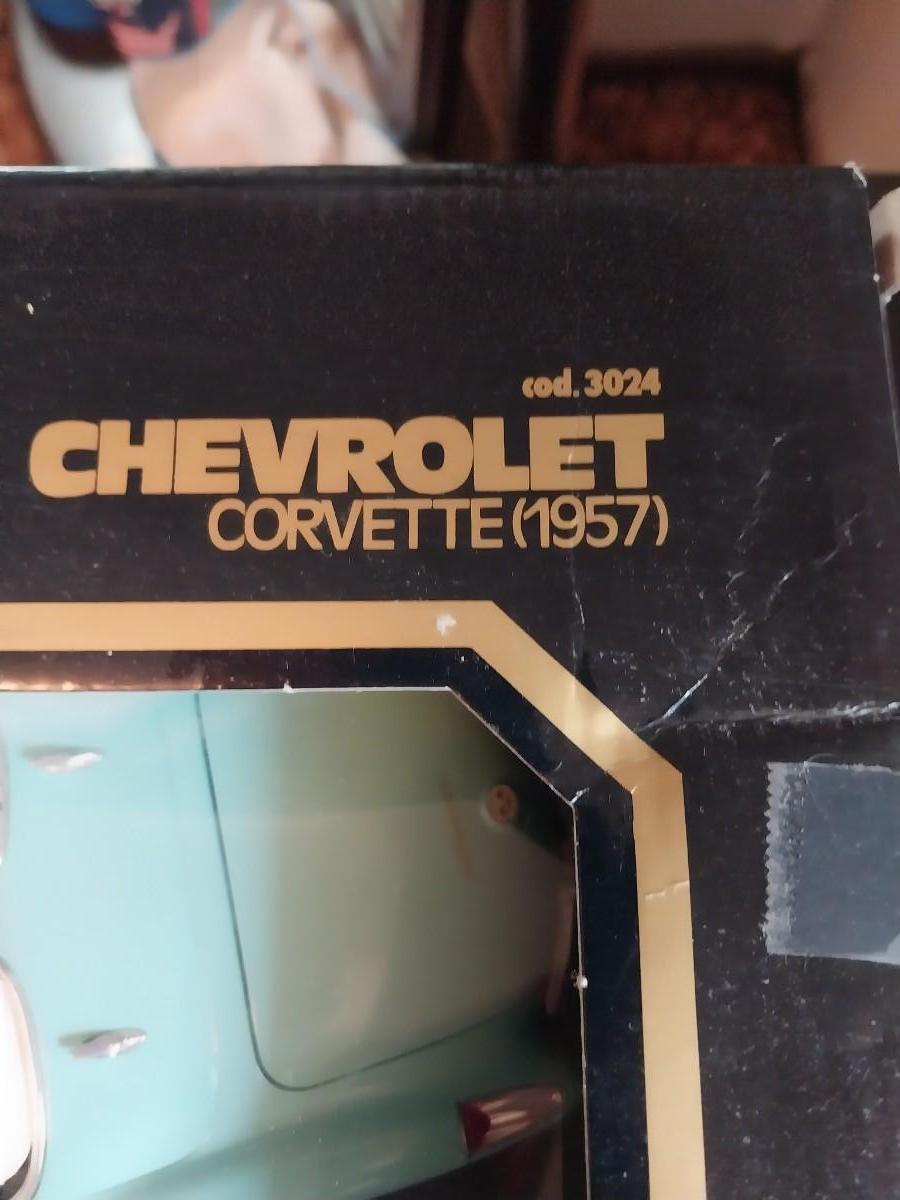 cod. 3024
CHEVROLET
CORVETTE (1957)